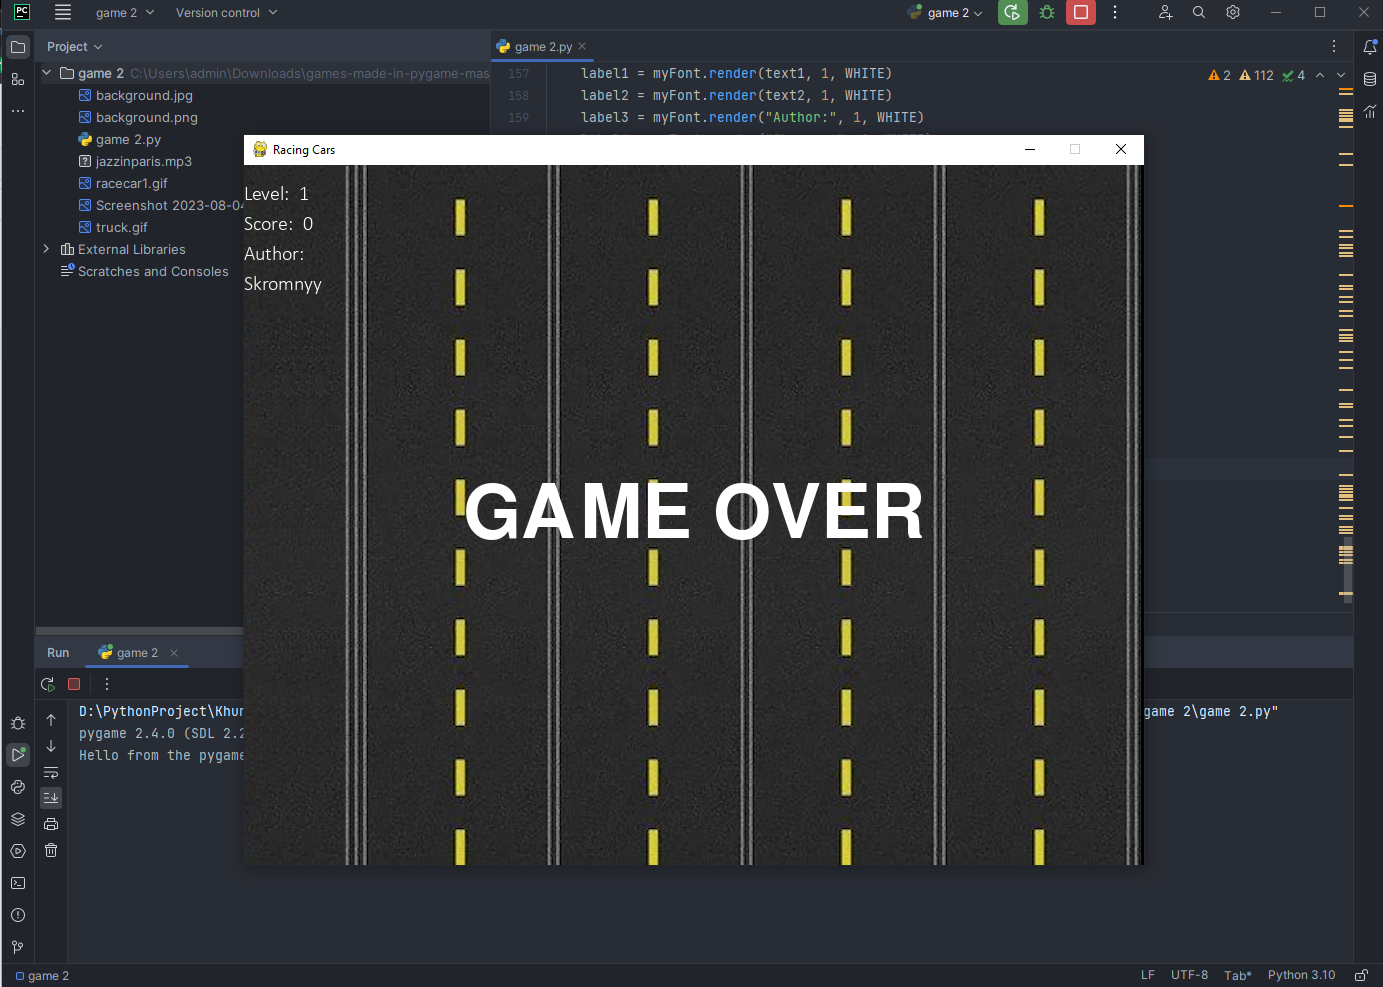 PC
game 2
Version control
game 2
Project
game 2.py
game 2 C:\Users\admin\Downloads\games-made-in-pygame-mas
background.jpg
background.png
game 2.py
jazzinparis.mp3
racecar1.gif
Screenshot 2023-08-04
truck.gif
External Libraries
Scratches and Consoles
157 label1 = myFont.render(text1, 1, WHITE)
158 label2 = myFont.render(text2, 1, WHITE)
159 label3 = myFont.render("Author:", 1, WHITE)
2 112 4
Racing Cars
Level: 1
Score: 0
Author:
Skromnyy
GAME OVER
Run
game 2
D:\PythonProject\Khun
game 2\game 2.py"
pygame 2.4.0 (SDL 2.2
Hello from the pygame
game 2
LF UTF-8 Tab* Python 3.10